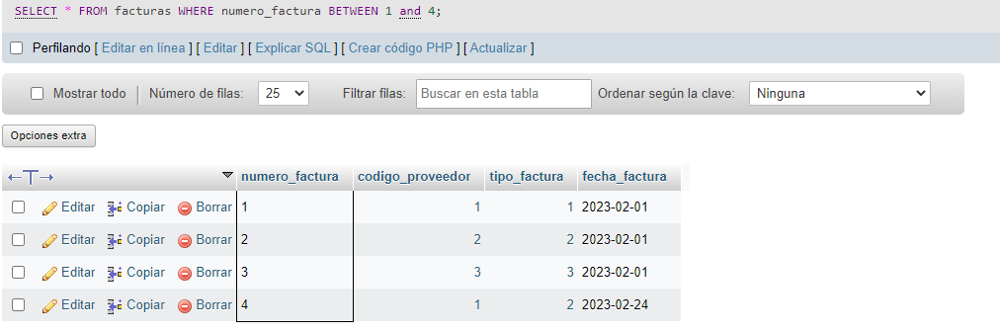 SELECT * FROM facturas WHERE numero_factura BETWEEN 1 and 4;
Perfilando [ Editar en línea ] [ Editar ] [ Explicar SQL ] [ Crear código PHP ] [ Actualizar ]
Mostrar todo | Número de filas: 25 Filtrar filas: Buscar en esta tabla Ordenar según la clave: Ninguna
Opciones extra
←T→ numero_factura codigo_proveedor tipo_factura fecha_factura
Editar Copiar Borrar 1 1 1 2023-02-01
Editar Copiar Borrar 2 2 2 2023-02-01
Editar Copiar Borrar 3 3 3 2023-02-01
Editar Copiar Borrar 4 1 2 2023-02-24